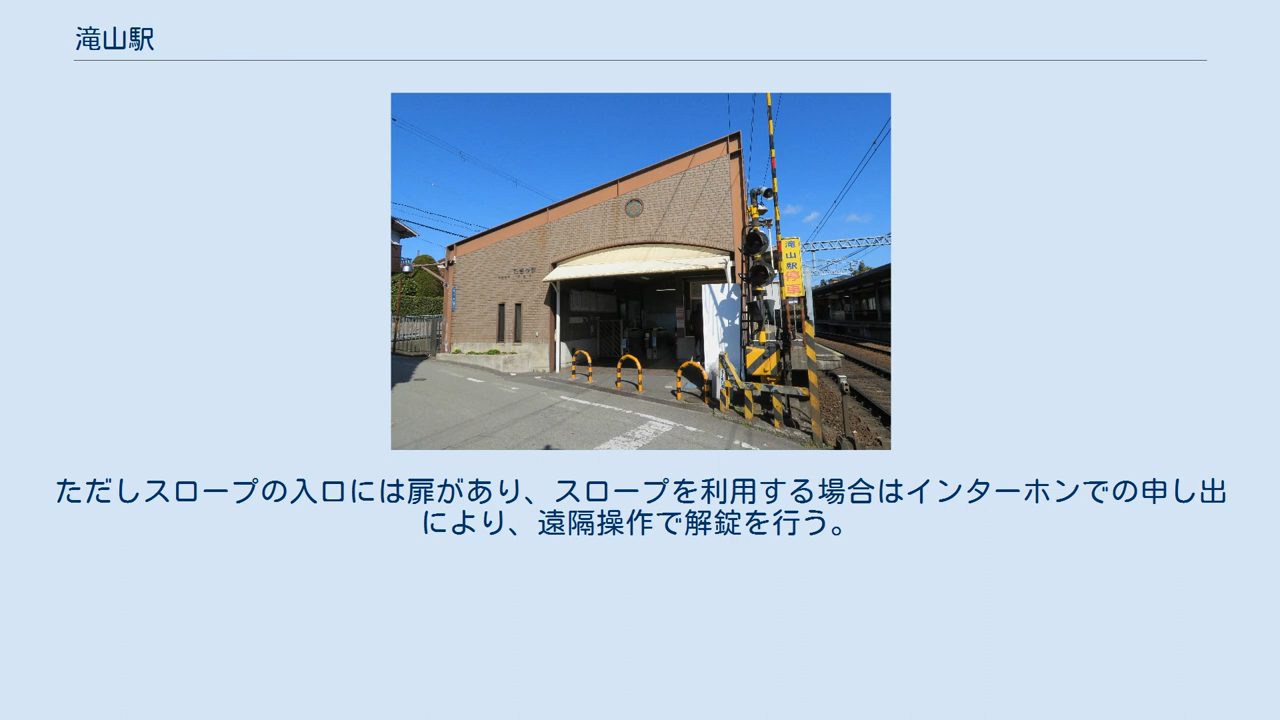 滝山駅
滝山駅
ただしスロープの入口には扉があり、スロープを利用する場合はインターホンでの申し出
により、遠隔操作で解錠を行う。